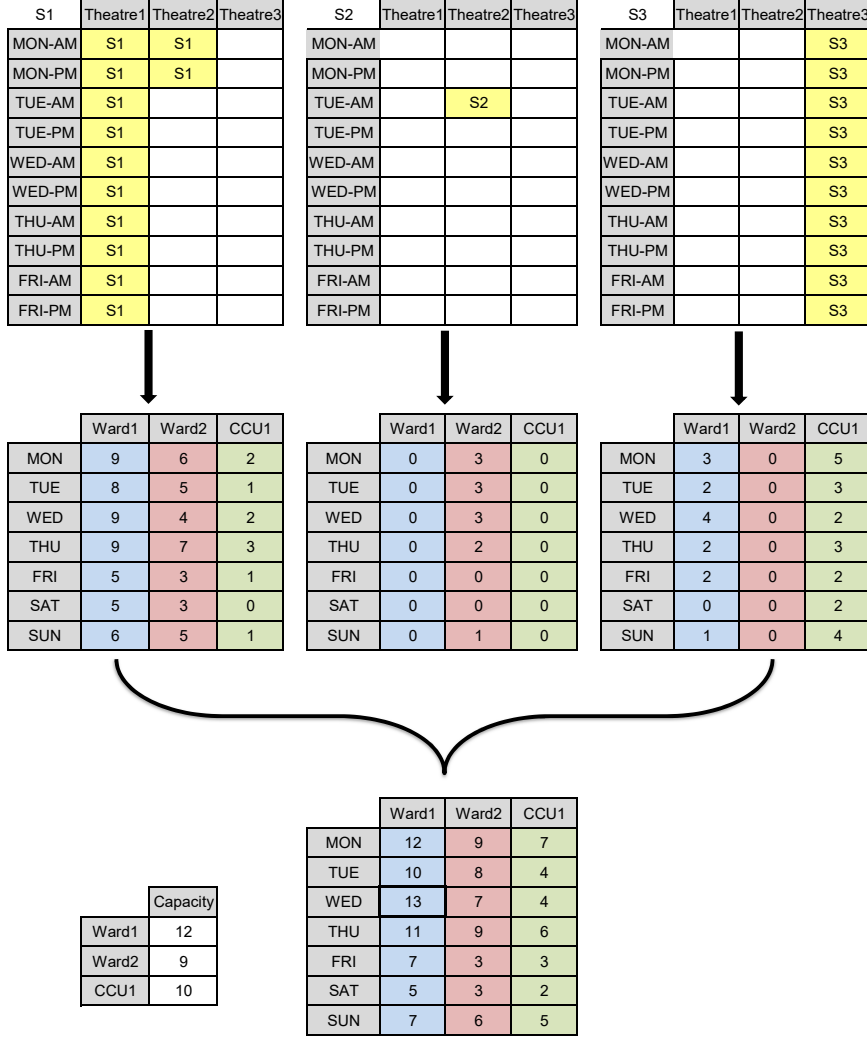 S1 Theatre1 Theatre2 Theatre3 S2 Theatre1 Theatre2 Theatre3 S3 Theatre1 Theatre2 Theatre3
MON-AM S1 S1 MON-AM MON-AM S3
MON-PM S1 S1 MON-PM MON-PM S3
TUE-AM S1 TUE-AM S2 TUE-AM S3
TUE-PM S1 TUE-PM TUE-PM S3
WED-AM S1 WED-AM WED-AM S3
WED-PM S1 WED-PM WED-PM S3
THU-AM S1 THU-AM THU-AM S3
THU-PM S1 THU-PM THU-PM S3
FRI-AM S1 FRI-AM FRI-AM S3
FRI-PM S1 FRI-PM FRI-PM S3
Ward1 Ward2 CCU1 Ward1 Ward2 CCU1 Ward1 Ward2 CCU1
MON 9 6 2 MON 0 3 0 MON 3 0 5
TUE 8 5 1 TUE 0 3 0 TUE 2 0 3
WED 9 4 2 WED 0 3 0 WED 4 0 2
THU 9 7 3 THU 0 2 0 THU 2 0 3
FRI 5 3 1 FRI 0 0 0 FRI 2 0 2
SAT 5 3 0 SAT 0 0 0 SAT 0 0 2
SUN 6 5 1 SUN 0 1 0 SUN 1 0 4
Ward1 Ward2 CCU1
MON 12 9 7
TUE 10 8 4
Capacity WED 13 7 4
Ward1 12 THU 11 9 6
Ward2 9 FRI 7 3 3
CCU1 10 SAT 5 3 2
SUN 7 6 5